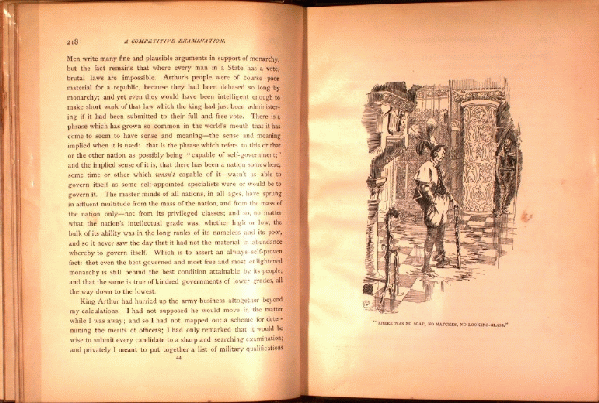 248 A COMPETITIVE EXAMINATION.
Men write many fine and plausible arguments in support of monarchy,
but the fact remains that where every man in a State has a vote,
brutal laws are impossible. Arthur's people were of course poor
material for a republic, because they had been debased so long by
monarchy; and yet even they would have been intelligent enough to
make short work of that law which the king had just been administer-
ing if it had been submitted to their full and free vote. There is a
phrase which has grown so common in the world's mouth that it has
come to seem to have sense and meaning—the sense and meaning
implied when it is used: that is the phrase which refers to this or that
or the other nation as possibly being "capable of self-government;"
and the implied sense of it is, that there has been a nation somewhere,
some time or other which wasn't capable of it—wasn't as able to
govern itself as some self-appointed specialists were or would be to
govern it. The master minds of all nations, in all ages, have sprung
in affluent multitude from the mass of the nation, and from the mass of
the nation only—not from its privileged classes; and so, no matter
what the nation's intellectual grade was, whether high or low, the
bulk of its ability was in the long ranks of its nameless and its poor,
and so it never saw the day that it had not the material in abundance
whereby to govern itself. Which is to assert an always self-proven
fact: that even the best governed and most free and most enlightened
monarchy is still behind the best condition attainable by its people;
and that the same is true of kindred governments of lower grades, all
the way down to the lowest.
King Arthur had hurried up the army business altogether beyond
my calculations. I had not supposed he would move in the matter
while I was away; and so I had not mapped out a scheme for deter-
mining the merits of officers; I had only remarked that it would be
wise to submit every candidate to a sharp and searching examination;
and privately I meant to put together a list of military qualifications
"THERE WAS NO SOAP, NO MATCHES, NO LOOKING-GLASS."